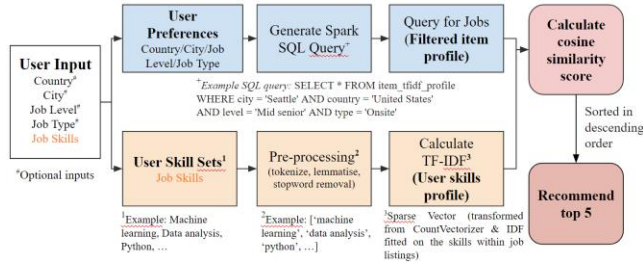 User Input
Country*
City*
Job Level*
Job Type*
Job Skills
*Optional inputs
User
Preferences
Country/City/Job
Level/Job Type
Generate Spark
SQL Query+
Query for Jobs
(Filtered item
profile)
+Example SQL query: SELECT * FROM item_tfidf_profile
WHERE city = 'Seattle' AND country = 'United States'
AND level = 'Mid senior' AND type = 'Onsite'
User Skill Sets1
Job Skills
Pre-processing2
(tokenize, lemmatise,
stopword removal)
Calculate
TF-IDF3
(User skills
profile)
1Example: Machine
learning, Data analysis,
Python, …
2Example: ['machine
learning', 'data analysis',
'python', …]
3Sparse Vector (transformed
from CountVectorizer & IDF
fitted on the skills within job
listings)
Calculate
cosine
similarity
score
Sorted in
descending
order
Recommend
top 5